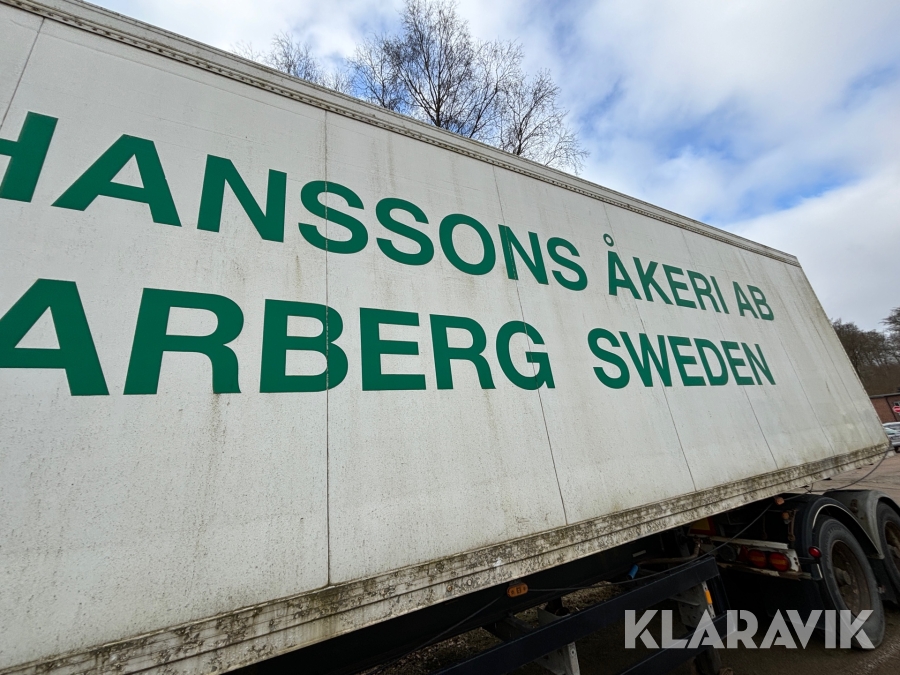 HANSSONS ÅKERI AB
ARBERG SWEDEN
KLARAVIK